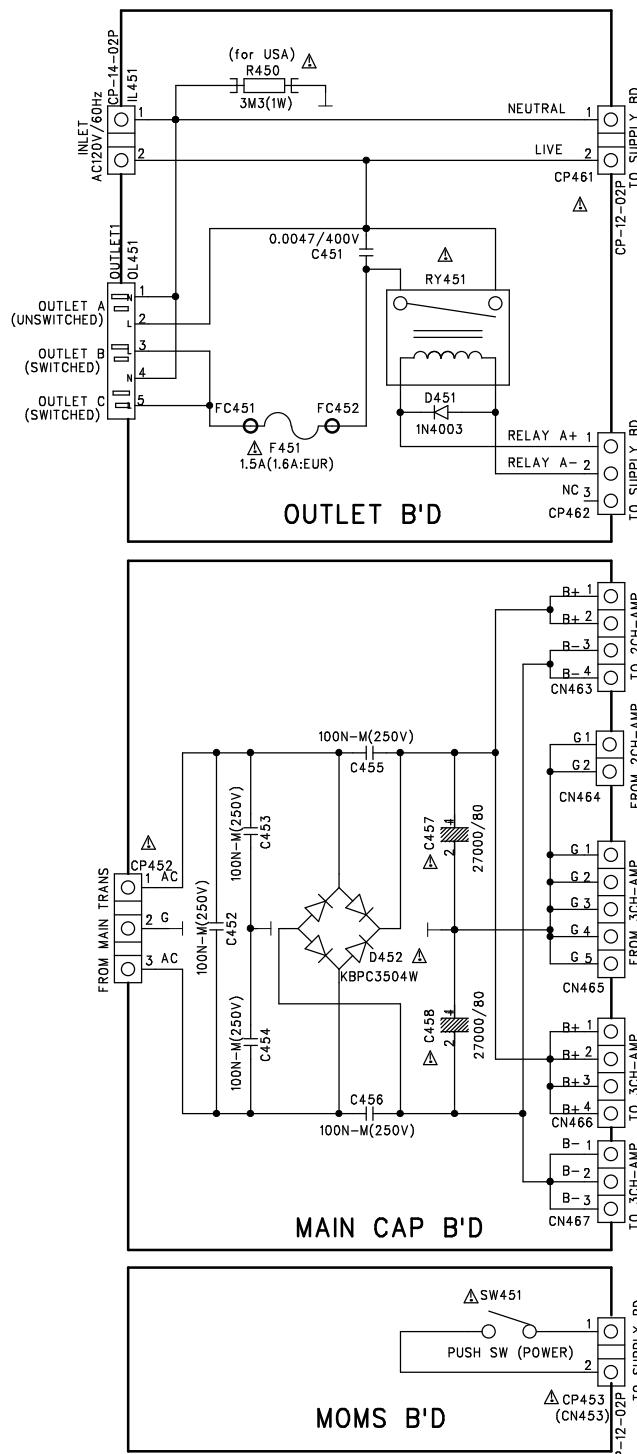 (for USA)
R450
3M3(1W)
CP-14-02P
IL451
INLET
AC120V/60Hz
1
2
NEUTRAL
1
LIVE
2
CP461
CP-12-02P
TO SUPPLY BD
0.0047/400V
C451
RY451
OUTLET1
OL451
OUTLET A
(UNSWITCHED)
OUTLET B
(SWITCHED)
OUTLET C
(SWITCHED)
N
1
L
2
L
3
N
4
L
5
FC451
FC452
F451
1.5A(1.6A:EUR)
D451
1N4003
RELAY A+
1
RELAY A-
2
NC
3
CP462
TO SUPPLY BD
OUTLET B'D
B+ 1
B+ 2
B- 3
B- 4
CN463
TO 2CH-AMP
G 1
G 2
CN464
FROM 2CH-AMP
100N-M(250V)
C455
100N-M(250V)
C453
C457
27000/80
4
2
CP452
1 AC
2 G
3 AC
FROM MAIN TRANS
100N-M(250V)
C452
D452
KBPC3504W
G 1
G 2
G 3
G 4
G 5
CN465
FROM 3CH-AMP
100N-M(250V)
C454
C458
27000/80
4
2
C456
100N-M(250V)
B+ 1
B+ 2
B+ 3
B+ 4
CN466
TO 3CH-AMP
B- 1
B- 2
B- 3
CN467
TO 3CH-AMP
MAIN CAP B'D
SW451
PUSH SW (POWER)
1
2
CP453
(CN453)
TO SUPPLY BD
MOMS B'D